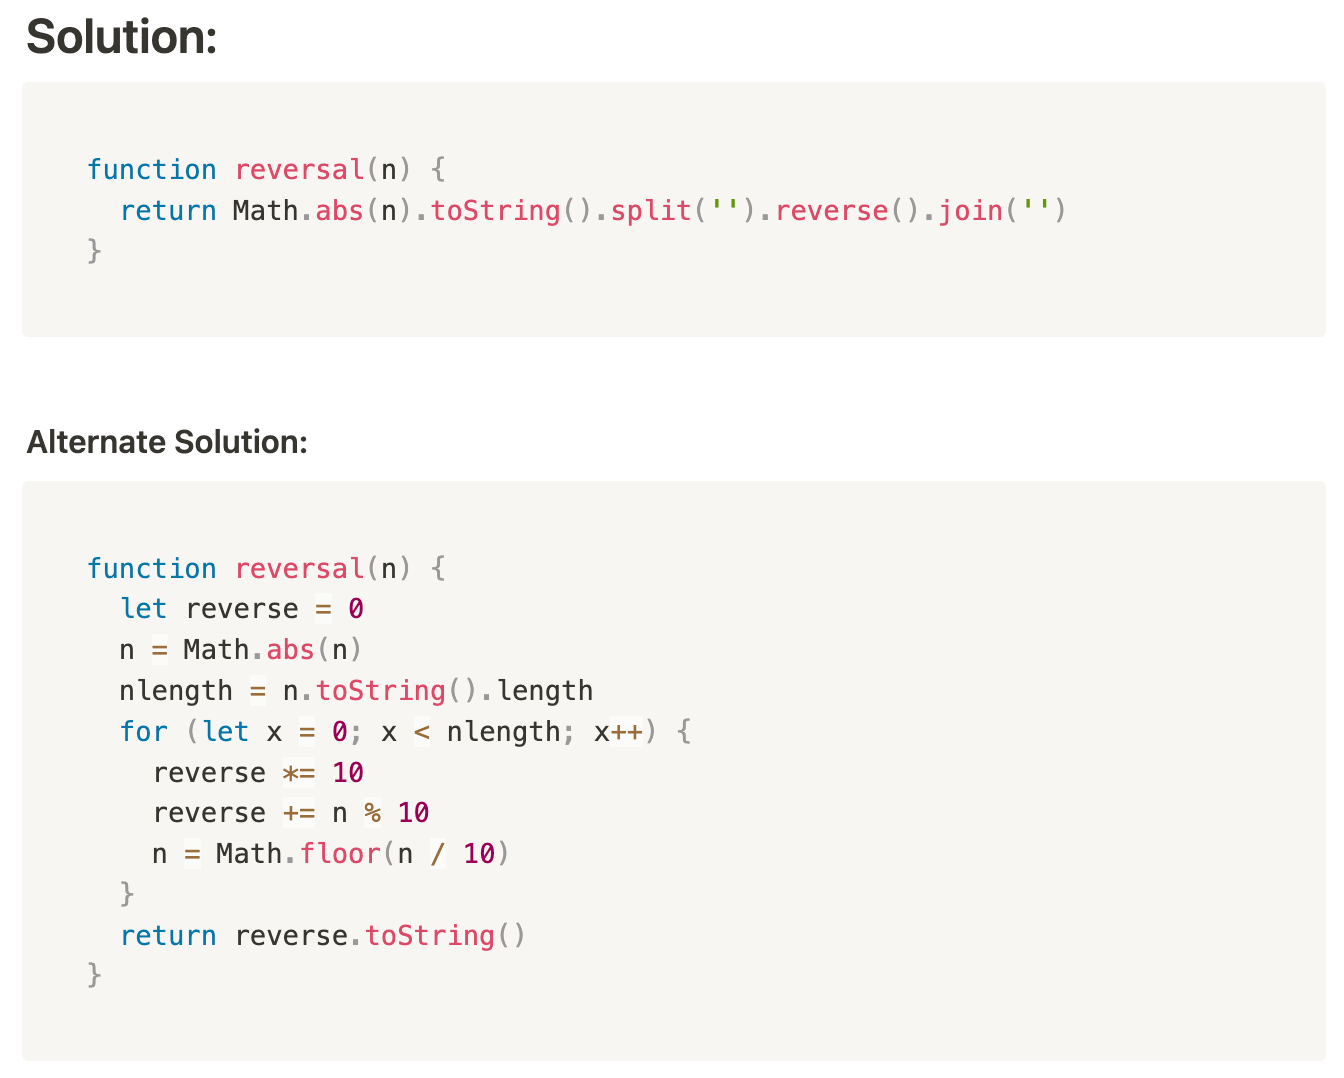 Solution:
function reversal(n) {
  return Math.abs(n).toString().split('').reverse().join('')
}
Alternate Solution:
function reversal(n) {
  let reverse = 0
  n = Math.abs(n)
  nlength = n.toString().length
  for (let x = 0; x < nlength; x++) {
    reverse *= 10
    reverse += n % 10
    n = Math.floor(n / 10)
  }
  return reverse.toString()
}